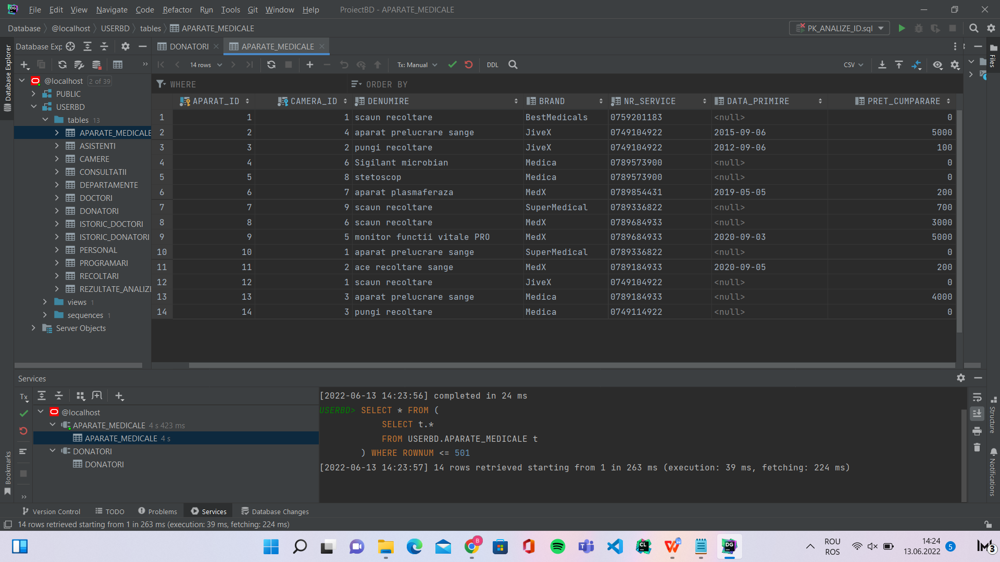 File Edit View Navigate Code Refactor Run Tools Git Window Help ProiectBD - APARATE_MEDICALE
Database @localhost USERBD tables APARATE_MEDICALE PK_ANALIZE_ID.sql
Database Exp DONATORI APARATE_MEDICALE
14 rows Tx: Manual DDL CSV
WHERE ORDER BY
APARAT_ID CAMERA_ID DENUMIRE BRAND NR_SERVICE DATA_PRIMIRE PRET_CUMPARARE
1 1 1 scaun recoltare BestMedicals 0759201183 <null> 0
2 2 4 aparat prelucrare sange JiveX 0749104922 2015-09-06 5000
3 3 2 pungi recoltare JiveX 0749104922 2012-09-06 100
4 4 6 Sigilant microbian Medica 0789573900 <null> 0
5 5 8 stetoscop Medica 0789573900 <null> 0
6 6 7 aparat plasmaferaza MedX 0789854431 2019-05-05 200
7 7 9 scaun recoltare SuperMedical 0789336822 <null> 700
8 8 6 scaun recoltare MedX 0789684933 <null> 3000
9 9 5 monitor functii vitale PRO MedX 0789684933 2020-09-03 5000
10 10 1 aparat prelucrare sange SuperMedical 0789336822 <null> 0
11 11 2 ace recoltare sange MedX 0789184933 2020-09-05 200
12 12 1 scaun recoltare JiveX 0749104922 <null> 0
13 13 3 aparat prelucrare sange Medica 0789184933 <null> 4000
14 14 3 pungi recoltare Medica 0749114922 <null> 0
@localhost 2 of 39
PUBLIC
USERBD
tables 13
APARATE_MEDICALE
ASISTENTI
CAMERE
CONSULTATII
DEPARTAMENTE
DOCTORI
DONATORI
ISTORIC_DOCTORI
ISTORIC_DONATORI
PERSONAL
PROGRAMARI
RECOLTARI
REZULTATE_ANALIZE
views 1
sequences 1
Server Objects
Database Explorer
Bookmarks
Files
Structure
Notifications
Services
Tx
@localhost
APARATE_MEDICALE 4 s 423 ms
APARATE_MEDICALE 4 s
DONATORI
DONATORI
[2022-06-13 14:23:56] completed in 24 ms
USERBD> SELECT * FROM (
SELECT t.*
FROM USERBD.APARATE_MEDICALE t
) WHERE ROWNUM <= 501
[2022-06-13 14:23:57] 14 rows retrieved starting from 1 in 263 ms (execution: 39 ms, fetching: 224 ms)
Version Control TODO Problems Services Database Changes
14 rows retrieved starting from 1 in 263 ms (execution: 39 ms, fetching: 224 ms)
ROU
ROS
14:24
13.06.2022
5
3